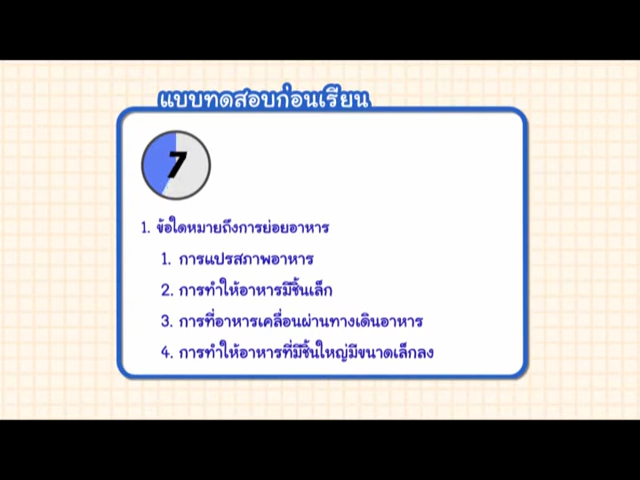 แบบทดสอบก่อนเรียน
7
1. ข้อใดหมายถึงการย่อยอาหาร
1. การแปรสภาพอาหาร
2. การทำให้อาหารมีชิ้นเล็ก
3. การที่อาหารเคลื่อนผ่านทางเดินอาหาร
4. การทำให้อาหารที่มีชิ้นใหญ่มีขนาดเล็กลง